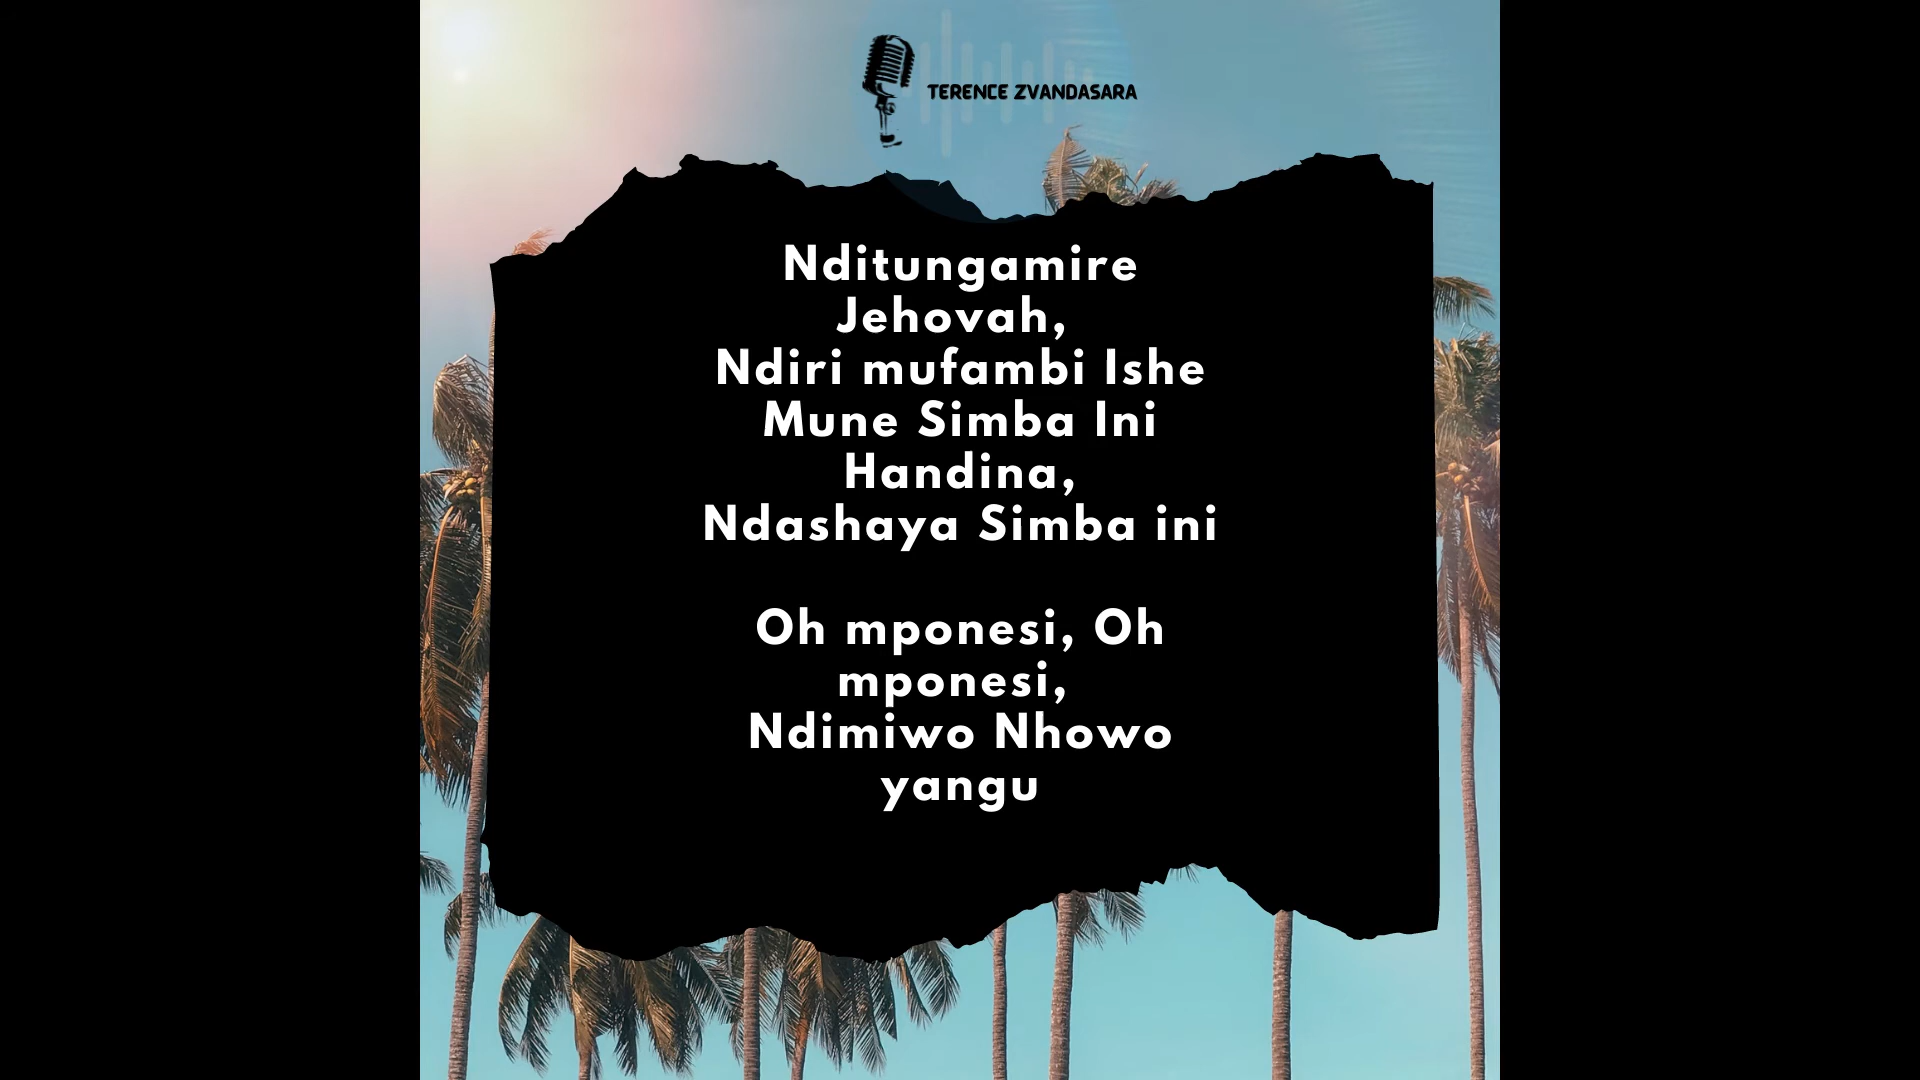 TERENCE ZVANDASARA
Nditungamire
Jehovah,
Ndiri mufambi Ishe
Mune Simba Ini
Handina,
Ndashaya Simba ini
Oh mponesi, Oh
mponesi,
Ndimiwo Nhowo
yangu